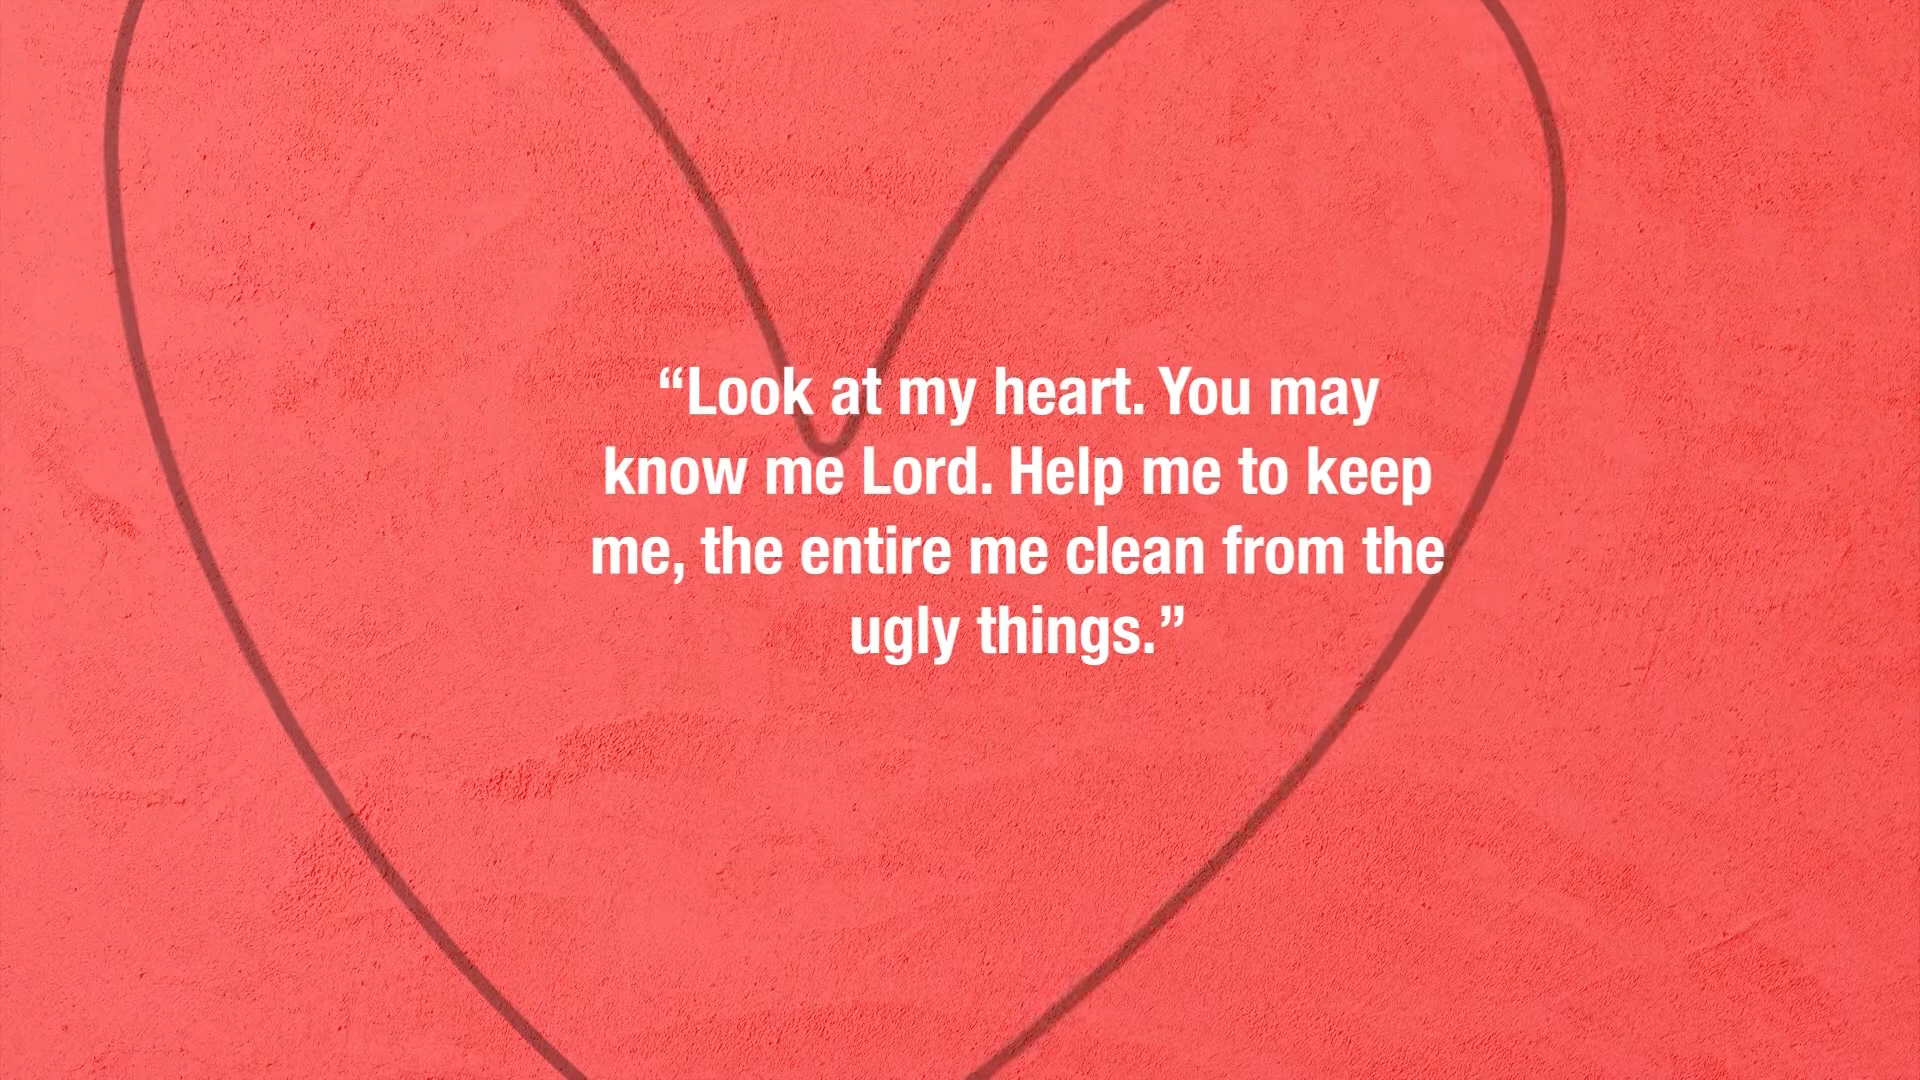 “Look at my heart. You may
know me Lord. Help me to keep
me, the entire me clean from the
ugly things.”